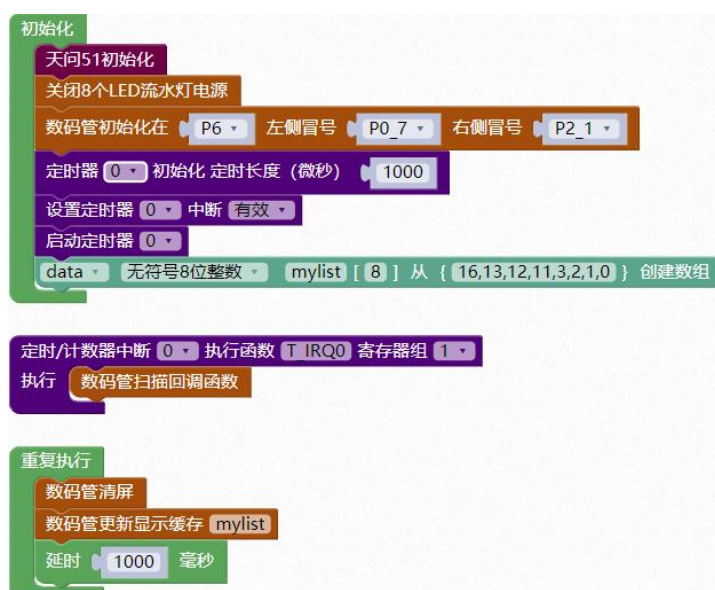 初始化
天问51初始化
关闭8个LED流水灯电源
数码管初始化在 P6 左侧冒号 P0_7 右侧冒号 P2_1
定时器 0 初始化 定时长度（微秒） 1000
设置定时器 0 中断 有效
启动定时器 0
data 无符号8位整数 mylist [ 8 ] 从 { 16,13,12,11,3,2,1,0 } 创建数组
定时/计数器中断 0 执行函数 T_IRQ0 寄存器组 1
执行 数码管扫描回调函数
重复执行
数码管清屏
数码管更新显示缓存 mylist
延时 1000 毫秒